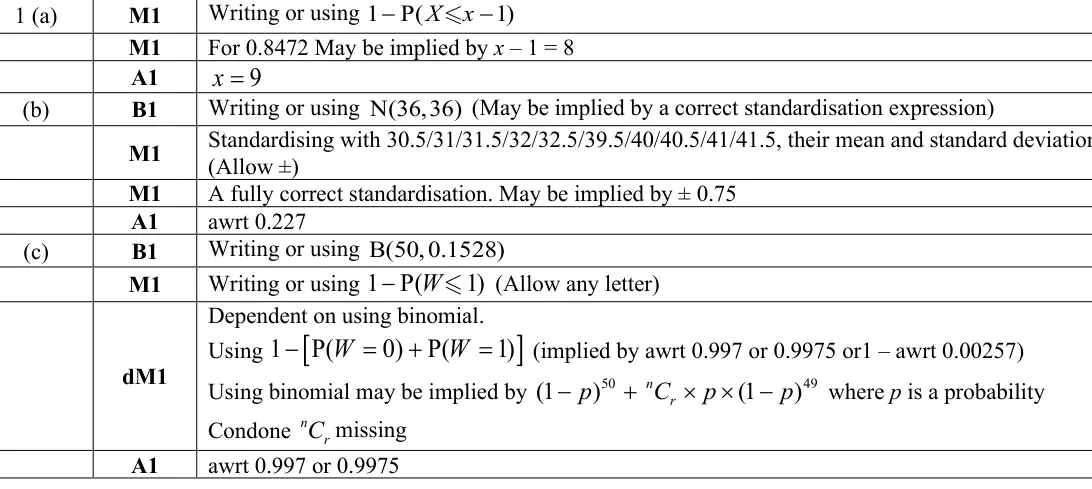 1 (a) M1 Writing or using 1 − P(X⩽x −1)
M1 For 0.8472 May be implied by x – 1 = 8
A1 x = 9
(b) B1 Writing or using N(36,36) (May be implied by a correct standardisation expression)
M1 Standardising with 30.5/31/31.5/32/32.5/39.5/40/40.5/41/41.5, their mean and standard deviation
(Allow ±)
M1 A fully correct standardisation. May be implied by ± 0.75
A1 awrt 0.227
(c) B1 Writing or using B(50, 0.1528)
M1 Writing or using 1 − P(W ⩽ 1) (Allow any letter)
Dependent on using binomial.
Using 1 − [P(W = 0) + P(W = 1)] (implied by awrt 0.997 or 0.9975 or1 – awrt 0.00257)
dM1 Using binomial may be implied by (1 − p)⁵⁰ + ⁿCᵣ × p × (1 − p)⁴⁹ where p is a probability
Condone ⁿCᵣ missing
A1 awrt 0.997 or 0.9975